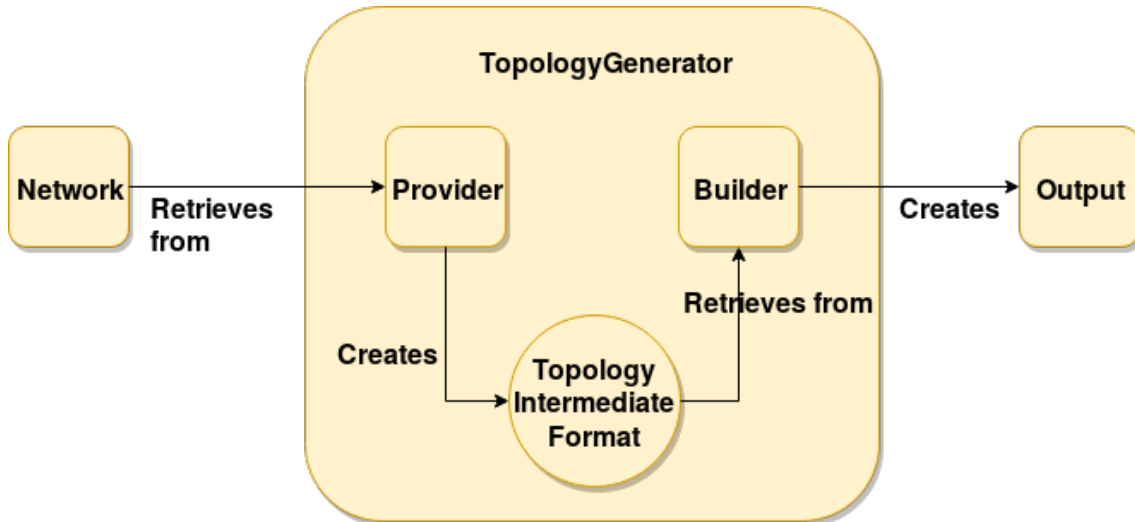 TopologyGenerator
Network
Retrieves
from
Provider
Builder
Creates
Output
Creates
Retrieves from
Topology
Intermediate
Format